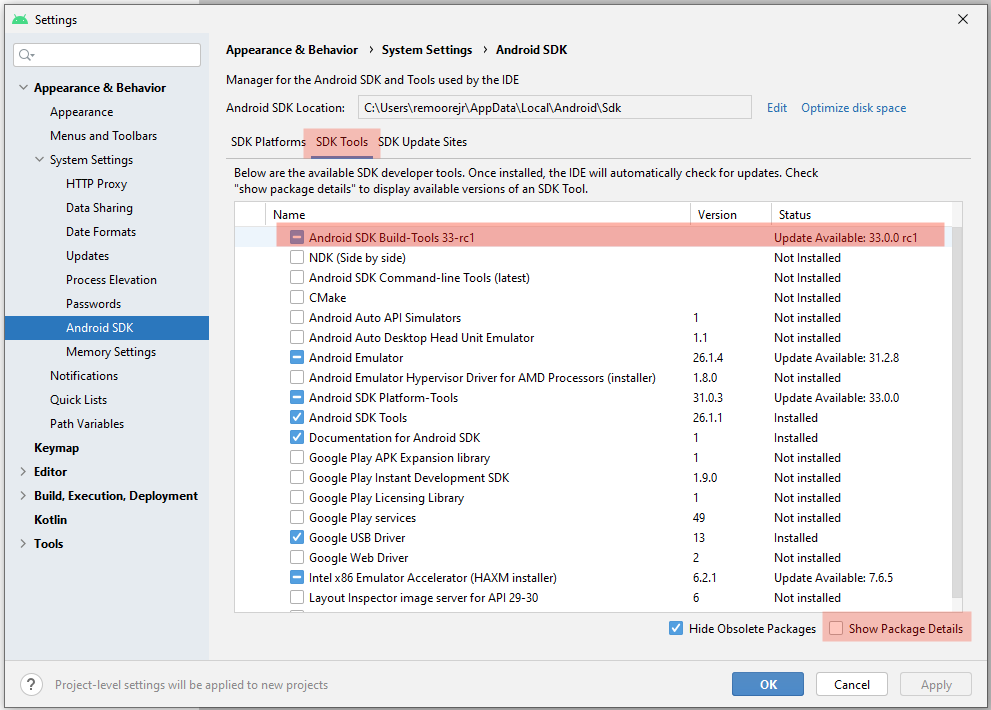 Settings
Appearance & Behavior › System Settings › Android SDK
Manager for the Android SDK and Tools used by the IDE
Android SDK Location: C:\Users\remoorejr\AppData\Local\Android\Sdk Edit Optimize disk space
SDK Platforms SDK Tools SDK Update Sites
Below are the available SDK developer tools. Once installed, the IDE will automatically check for updates. Check
"show package details" to display available versions of an SDK Tool.
Name Version Status
Android SDK Build-Tools 33-rc1 Update Available: 33.0.0 rc1
NDK (Side by side) Not Installed
Android SDK Command-line Tools (latest) Not Installed
CMake Not Installed
Android Auto API Simulators 1 Not installed
Android Auto Desktop Head Unit Emulator 1.1 Not installed
Android Emulator 26.1.4 Update Available: 31.2.8
Android Emulator Hypervisor Driver for AMD Processors (installer) 1.8.0 Not installed
Android SDK Platform-Tools 31.0.3 Update Available: 33.0.0
Android SDK Tools 26.1.1 Installed
Documentation for Android SDK 1 Installed
Google Play APK Expansion library 1 Not installed
Google Play Instant Development SDK 1.9.0 Not installed
Google Play Licensing Library 1 Not installed
Google Play services 49 Not installed
Google USB Driver 13 Installed
Google Web Driver 2 Not installed
Intel x86 Emulator Accelerator (HAXM installer) 6.2.1 Update Available: 7.6.5
Layout Inspector image server for API 29-30 6 Not installed
Hide Obsolete Packages Show Package Details
Appearance & Behavior
Appearance
Menus and Toolbars
System Settings
HTTP Proxy
Data Sharing
Date Formats
Updates
Process Elevation
Passwords
Android SDK
Memory Settings
Notifications
Quick Lists
Path Variables
Keymap
Editor
Build, Execution, Deployment
Kotlin
Tools
? Project-level settings will be applied to new projects
OK Cancel Apply